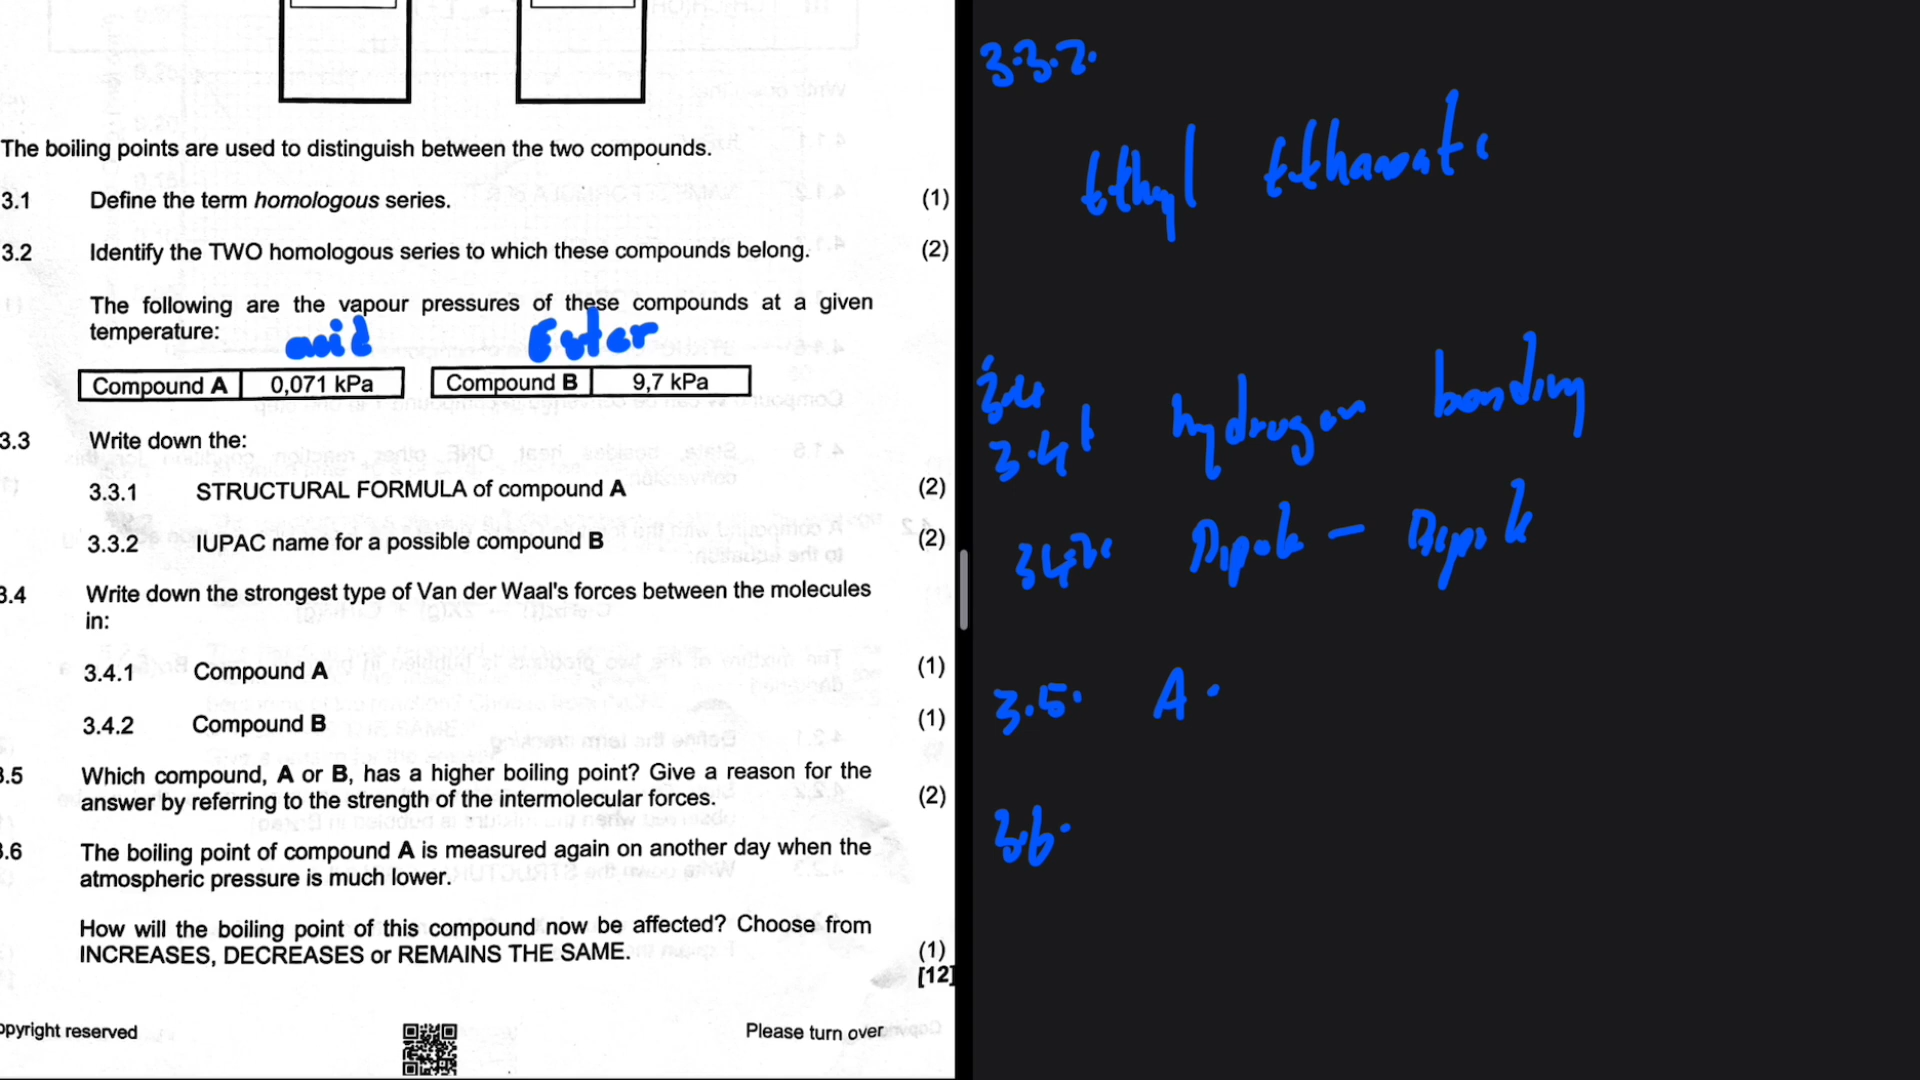 The boiling points are used to distinguish between the two compounds.
3.1 Define the term homologous series. (1)
3.2 Identify the TWO homologous series to which these compounds belong. (2)
The following are the vapour pressures of these compounds at a given
temperature:
acid Ester
Compound A 0,071 kPa Compound B 9,7 kPa
3.3 Write down the:
3.3.1 STRUCTURAL FORMULA of compound A (2)
3.3.2 IUPAC name for a possible compound B (2)
3.4 Write down the strongest type of Van der Waal's forces between the molecules
in:
3.4.1 Compound A (1)
3.4.2 Compound B (1)
3.5 Which compound, A or B, has a higher boiling point? Give a reason for the
answer by referring to the strength of the intermolecular forces. (2)
.6 The boiling point of compound A is measured again on another day when the
atmospheric pressure is much lower.
How will the boiling point of this compound now be affected? Choose from
INCREASES, DECREASES or REMAINS THE SAME. (1)
[12]
opyright reserved Please turn over
3.3.2.
Ethyl Ethanoate
3.4.1 hydrogen bonding
3.4.2. Dipole - Dipole
3.5. A.
3.6.